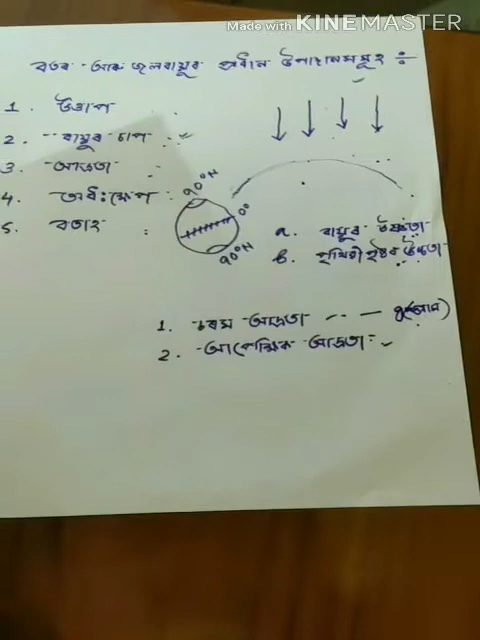 Made with KINEMASTER
বতৰ আৰু জলবায়ুৰ প্ৰধান উপাদানসমূহ ঃ
1. উত্তাপ
2. বায়ুৰ চাপ :
3. আৰ্দ্ৰতা :
4. অধঃক্ষেপ :
5. বতাহ :
90°N
0°
90°N
a. বায়ুৰ উষ্ণতা
b. পৃথিৱী পৃষ্ঠৰ উষ্ণতা
1. চৰম আৰ্দ্ৰতা -- —
2. আপেক্ষিক আৰ্দ্ৰতা :